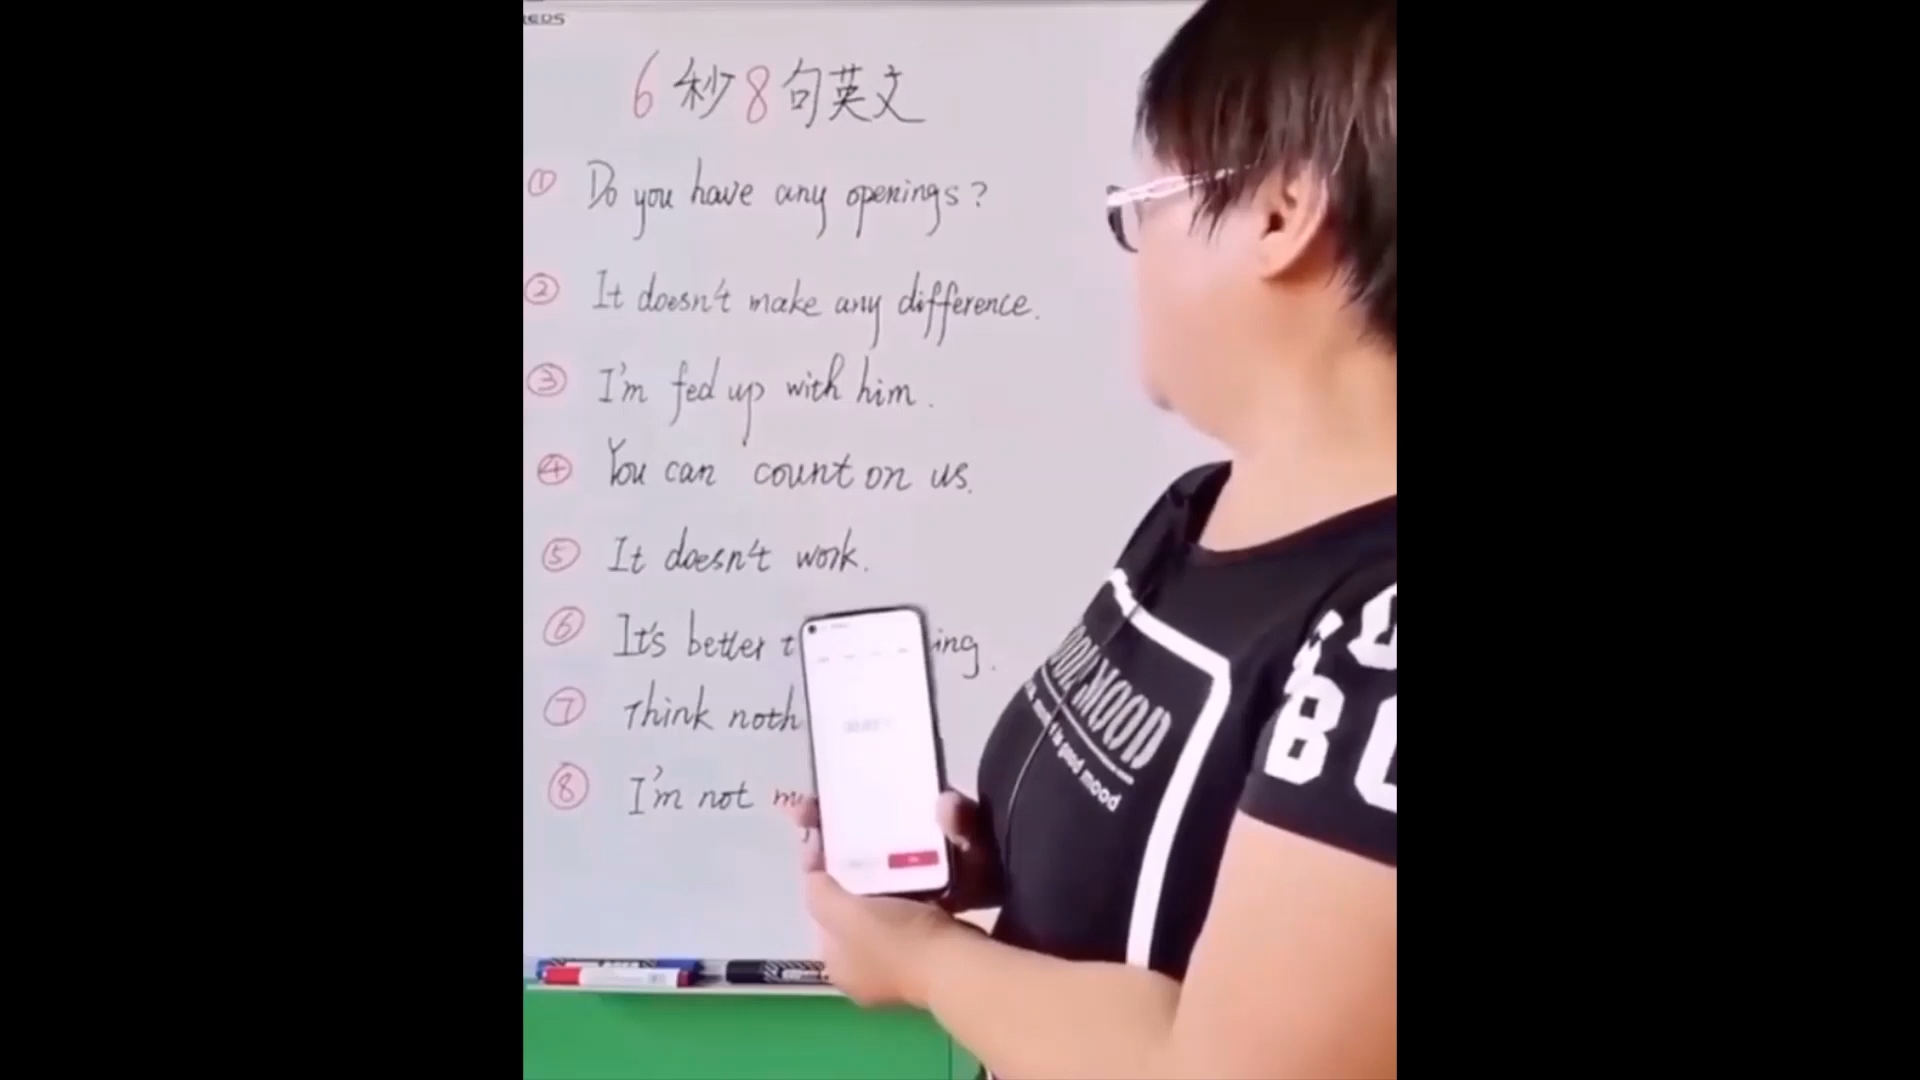 6秒8句英文
① Do you have any openings?
② It doesn't make any difference.
③ I'm fed up with him.
④ You can count on us.
⑤ It doesn't work.
⑥ It's better
⑦ Think
⑧ I'm not
MOOD
good mood